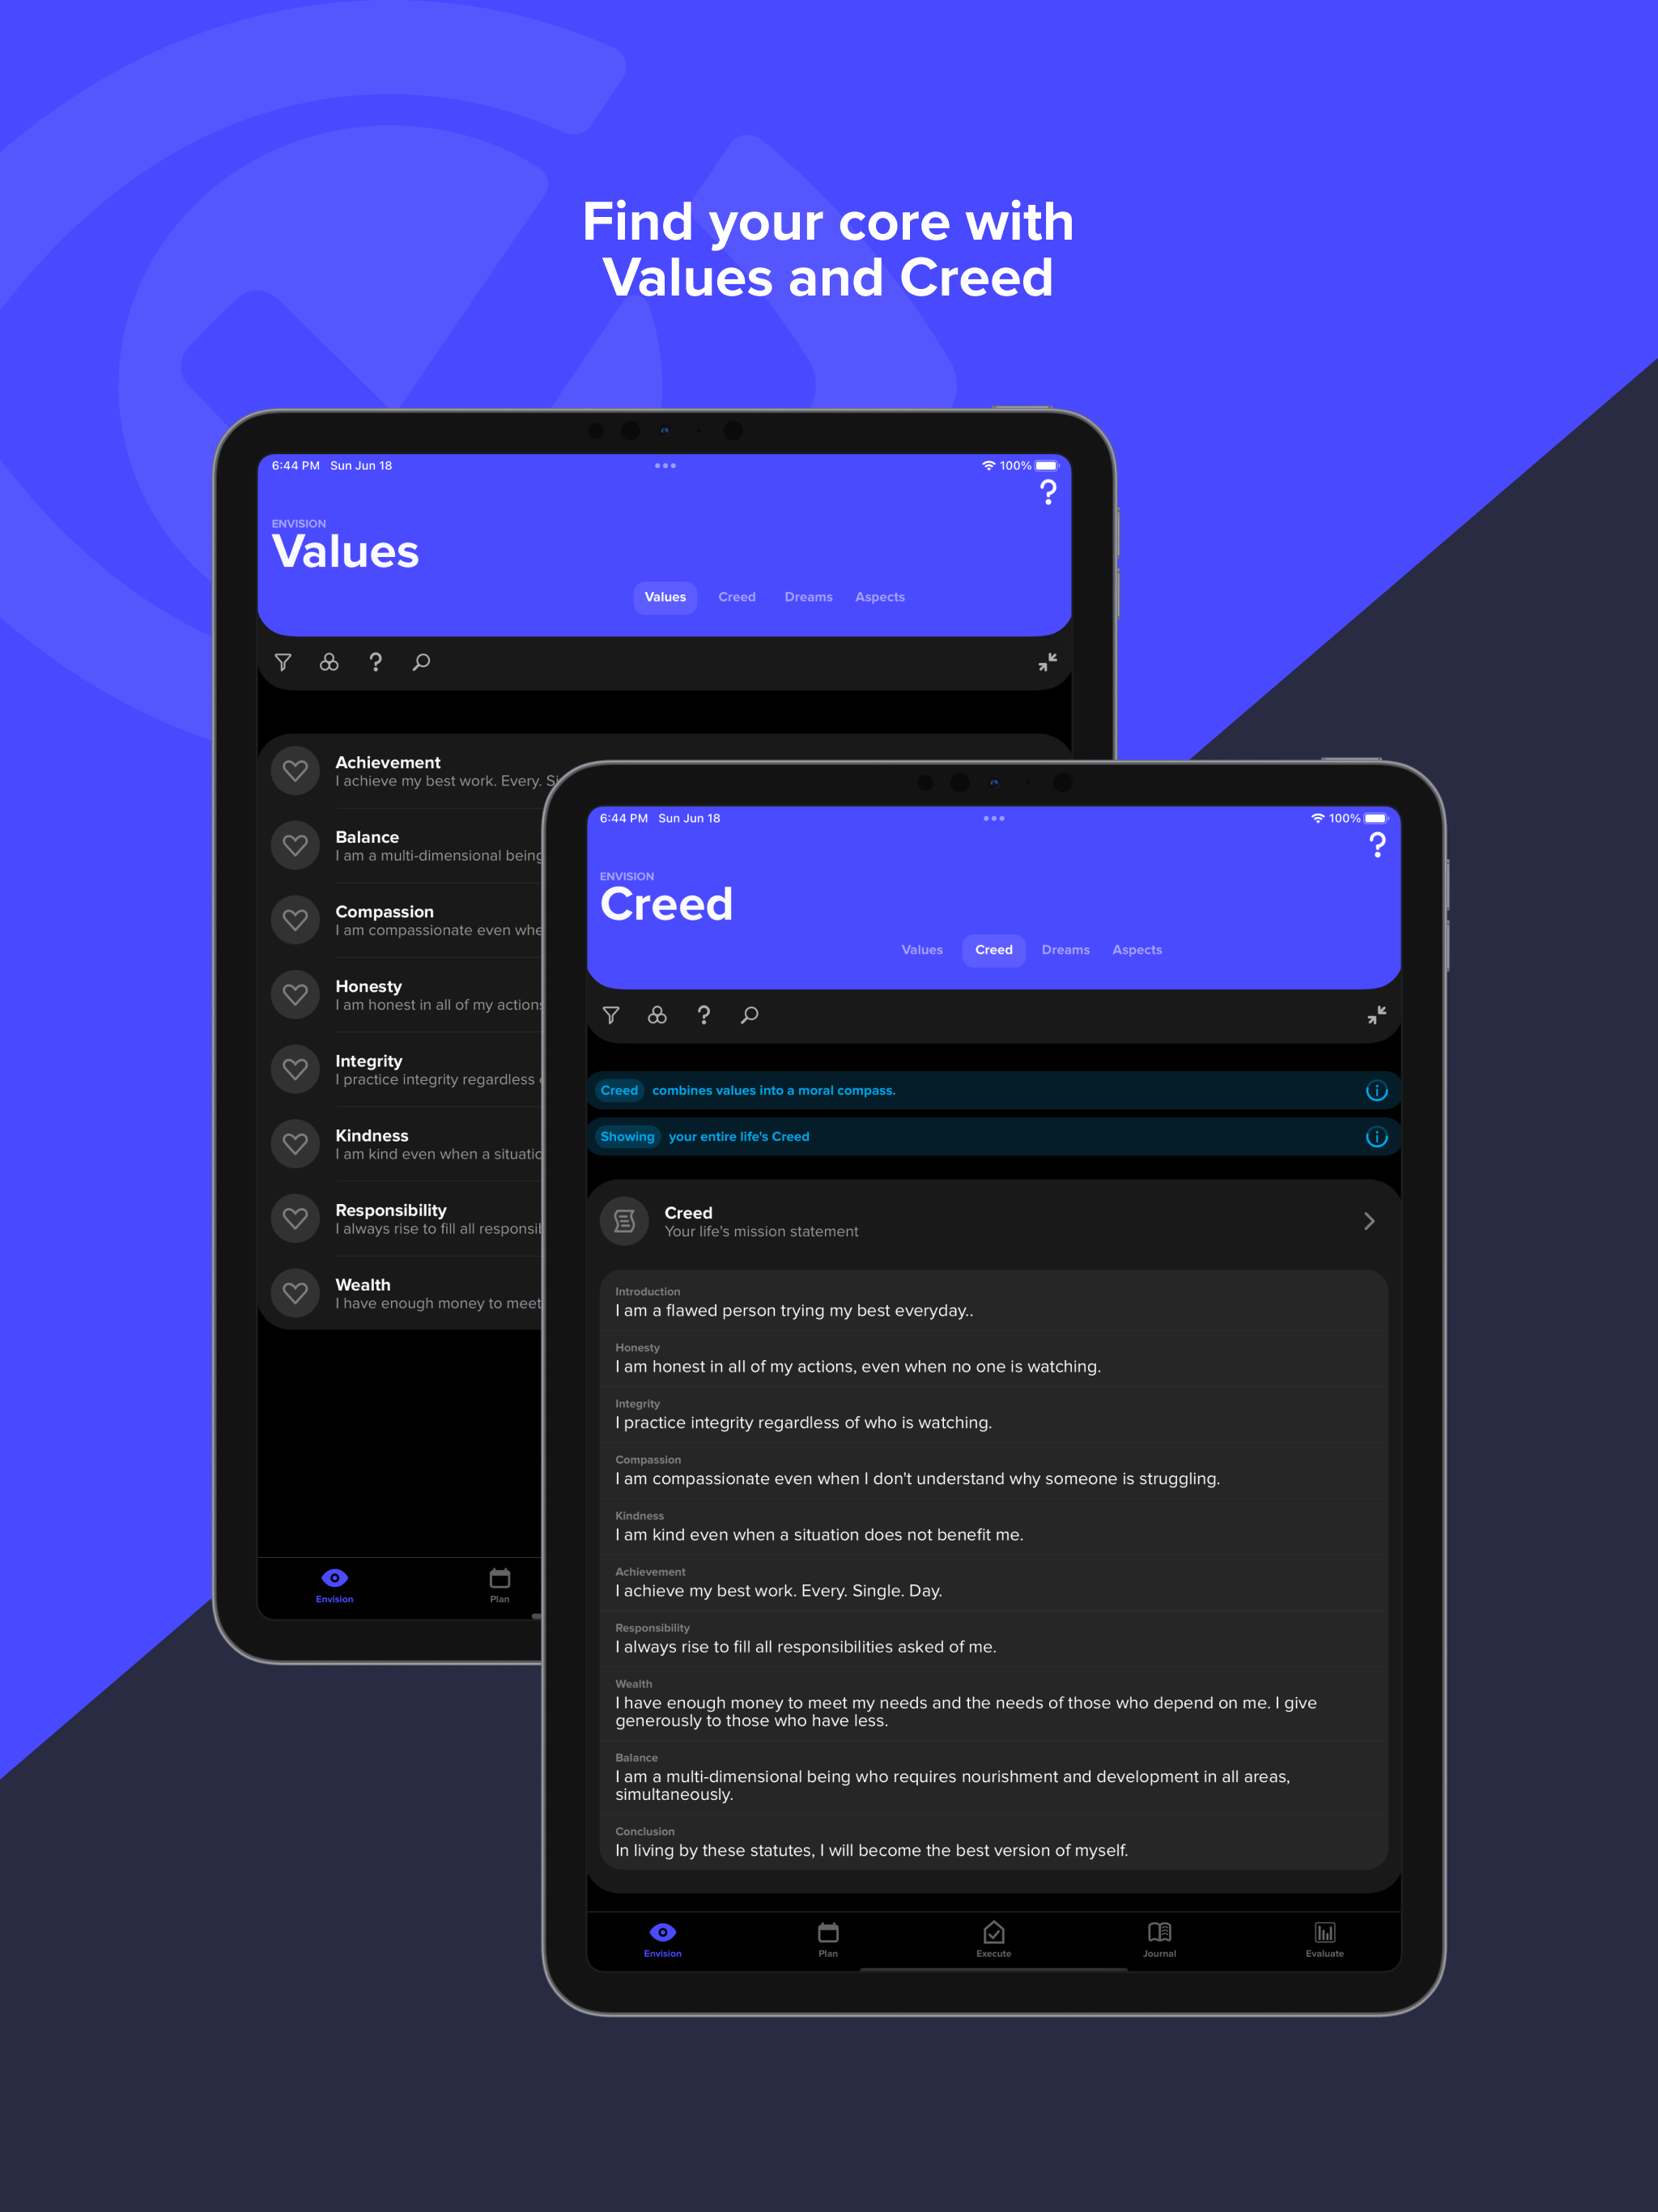 Find your core with
Values and Creed
6:44 PM Sun Jun 18
100%
?
ENVISION
Values
Values Creed Dreams Aspects
?
Achievement
I achieve my best work. Every.
Balance
I am a multi-dimensional being
Compassion
I am compassionate even
Honesty
I am honest in all of my
Integrity
I practice integrity regardless
Kindness
I am kind even when a
Responsibility
I always rise to fill all
Wealth
I have enough money to meet
Envision Plan
6:44 PM Sun Jun 18
100%
?
ENVISION
Creed
Values Creed Dreams Aspects
?
Creed combines values into a moral compass.
Showing your entire life's Creed
Creed
Your life's mission statement
Introduction
I am a flawed person trying my best everyday..
Honesty
I am honest in all of my actions, even when no one is watching.
Integrity
I practice integrity regardless of who is watching.
Compassion
I am compassionate even when I don't understand why someone is struggling.
Kindness
I am kind even when a situation does not benefit me.
Achievement
I achieve my best work. Every. Single. Day.
Responsibility
I always rise to fill all responsibilities asked of me.
Wealth
I have enough money to meet my needs and the needs of those who depend on me. I give
generously to those who have less.
Balance
I am a multi-dimensional being who requires nourishment and development in all areas,
simultaneously.
Conclusion
In living by these statutes, I will become the best version of myself.
Envision Plan Execute Journal Evaluate